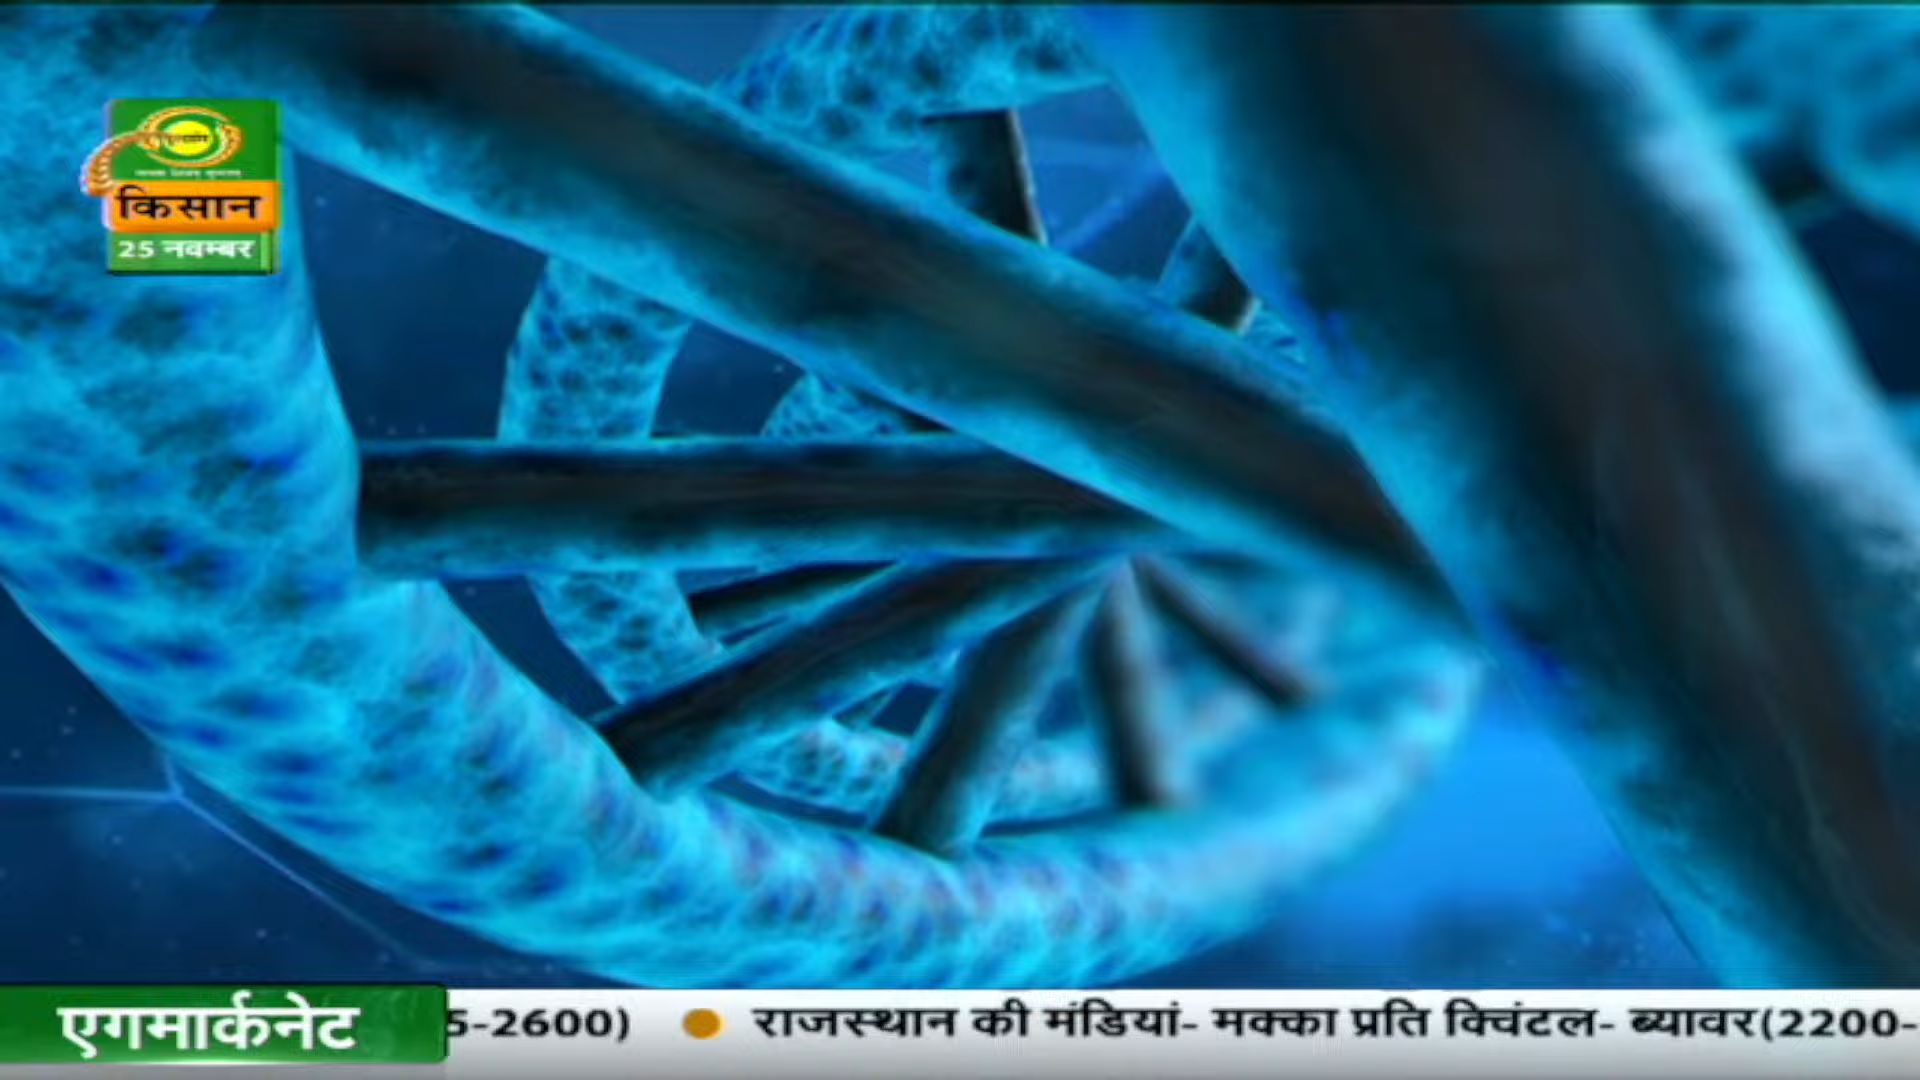 किसान
25 नवम्बर
एगमार्कनेट
5-2600) ● राजस्थान की मंडियां- मक्का प्रति क्विंटल- ब्यावर(2200-